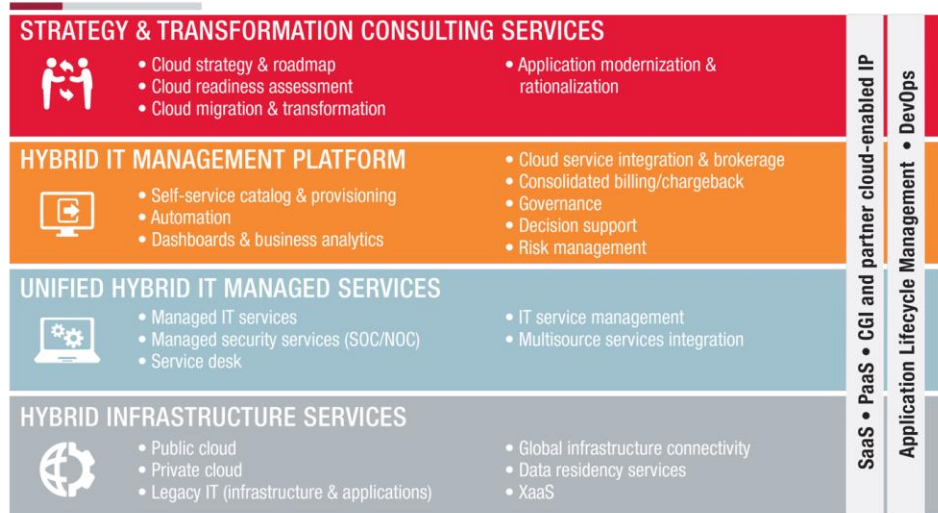 STRATEGY & TRANSFORMATION CONSULTING SERVICES
• Cloud strategy & roadmap
• Cloud readiness assessment
• Cloud migration & transformation
• Application modernization &
rationalization
HYBRID IT MANAGEMENT PLATFORM
• Self-service catalog & provisioning
• Automation
• Dashboards & business analytics
• Cloud service integration & brokerage
• Consolidated billing/chargeback
• Governance
• Decision support
• Risk management
UNIFIED HYBRID IT MANAGED SERVICES
• Managed IT services
• Managed security services (SOC/NOC)
• Service desk
• IT service management
• Multisource services integration
HYBRID INFRASTRUCTURE SERVICES
• Public cloud
• Private cloud
• Legacy IT (infrastructure & applications)
• Global infrastructure connectivity
• Data residency services
• XaaS
SaaS • PaaS • CGI and partner cloud-enabled IP
Application Lifecycle Management • DevOps